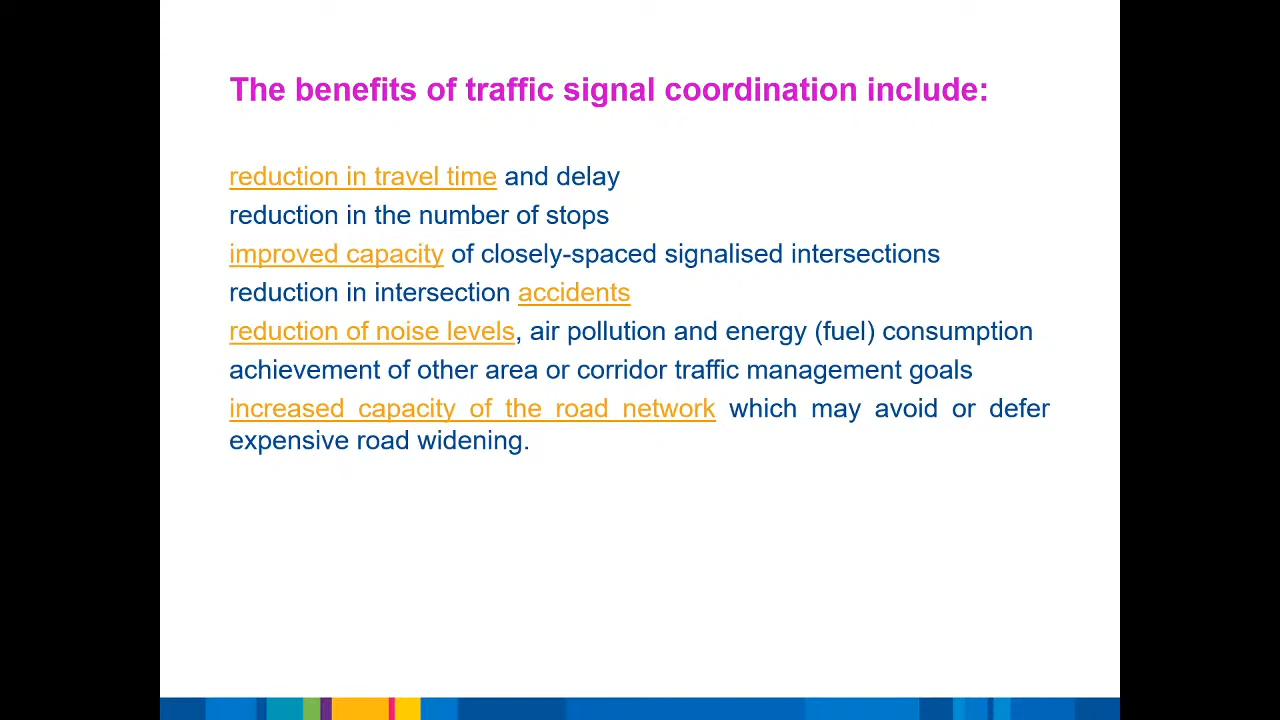 The benefits of traffic signal coordination include:
reduction in travel time and delay
reduction in the number of stops
improved capacity of closely-spaced signalised intersections
reduction in intersection accidents
reduction of noise levels, air pollution and energy (fuel) consumption
achievement of other area or corridor traffic management goals
increased capacity of the road network which may avoid or defer
expensive road widening.